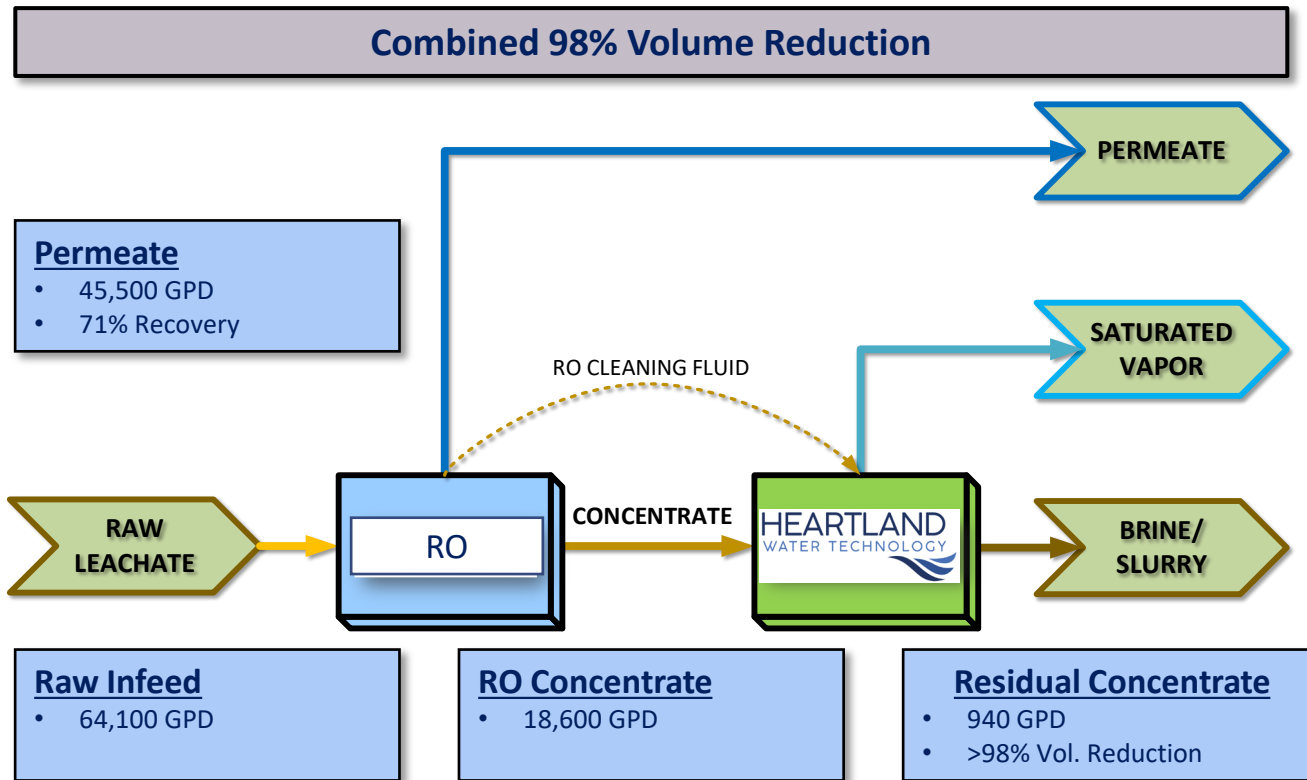 Combined 98% Volume Reduction
PERMEATE
Permeate
• 45,500 GPD
• 71% Recovery
SATURATED
VAPOR
RO CLEANING FLUID
RAW
LEACHATE
RO
CONCENTRATE
HEARTLAND
WATER TECHNOLOGY
BRINE/
SLURRY
Raw Infeed
• 64,100 GPD
RO Concentrate
• 18,600 GPD
Residual Concentrate
• 940 GPD
• >98% Vol. Reduction